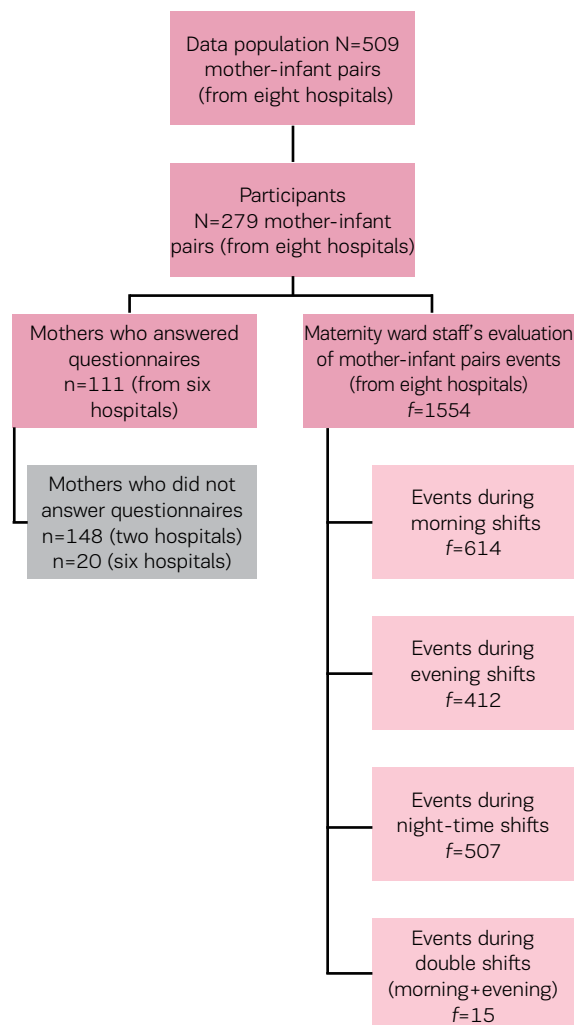 Data population N=509
mother-infant pairs
(from eight hospitals)
Participants
N=279 mother-infant
pairs (from eight hospitals)
Mothers who answered
questionnaires
n=111 (from six
hospitals)
Mothers who did not
answer questionnaires
n=148 (two hospitals)
n=20 (six hospitals)
Maternity ward staff’s evaluation
of mother-infant pairs events
(from eight hospitals)
f=1554
Events during
morning shifts
f=614
Events during
evening shifts
f=412
Events during
night-time shifts
f=507
Events during
double shifts
(morning+evening)
f=15